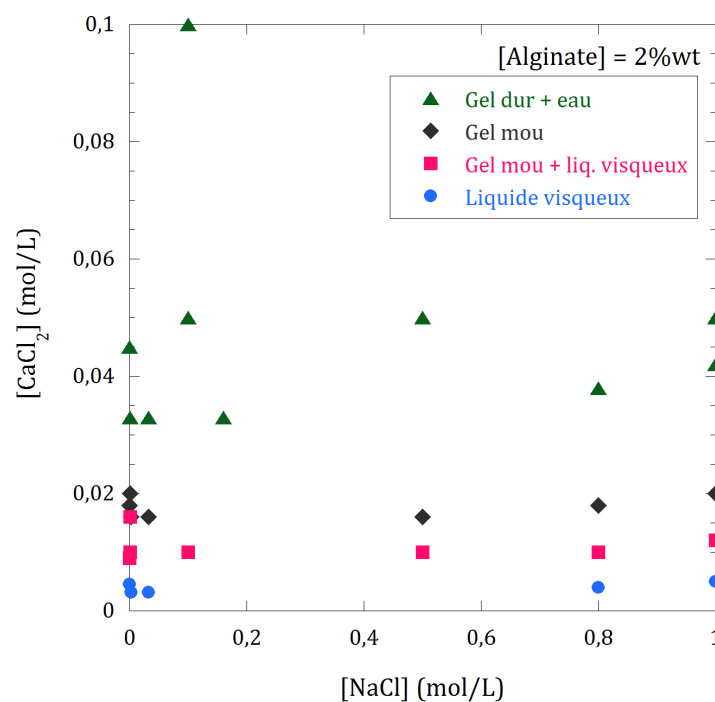 0,1
[Alginate] = 2%wt
Gel dur + eau
Gel mou
Gel mou + liq. visqueux
Liquide visqueux
0,08
0,06
0,04
0,02
0
[CaCl2] (mol/L)
0
0,2
0,4
0,6
0,8
1
[NaCl] (mol/L)